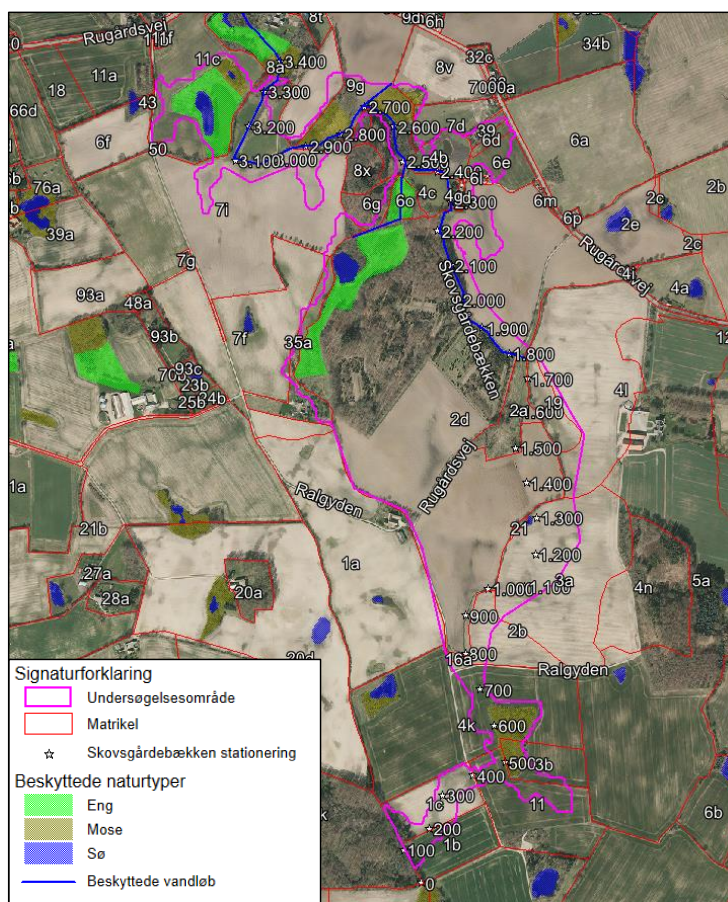 8t
9d
6h
Rugårdsvej
11c
8a
3.400
9g
8v
32c
34b
7000a
18
11a
3.300
43
66d
2.700
6f
3.200
2.800
2.600
7d
39
6d
6a
50
2.900
3.100
3.000
2.500
4b
6e
76a
8x
2.400
6i
2b
7i
6g
6o
4c
4g
2.300
6m
2c
39a
2.200
6p
2e
7g
2.100
Rugårdsvej
2c
4a
93a
48a
2.000
Skovsgårdebækken
7f
1.900
93b
35a
1.800
93c
1.700
23b
24b
25b
2a
19
4l
1.600
2d
1.500
1a
Ralgyden
Rugårdsvej
1.400
21b
21
1.300
1a
1.200
27a
28a
20a
3a
4n
5a
1.000
1.100
900
2b
20d
16a
800
Ralgyden
700
4k
600
500
3b
400
300
1c
11
6b
200
1b
100
0
Signaturforklaring
Undersøgelsesområde
Matrikel
Skovsgårdebækken stationering
Beskyttede naturtyper
Eng
Mose
Sø
Beskyttede vandløb